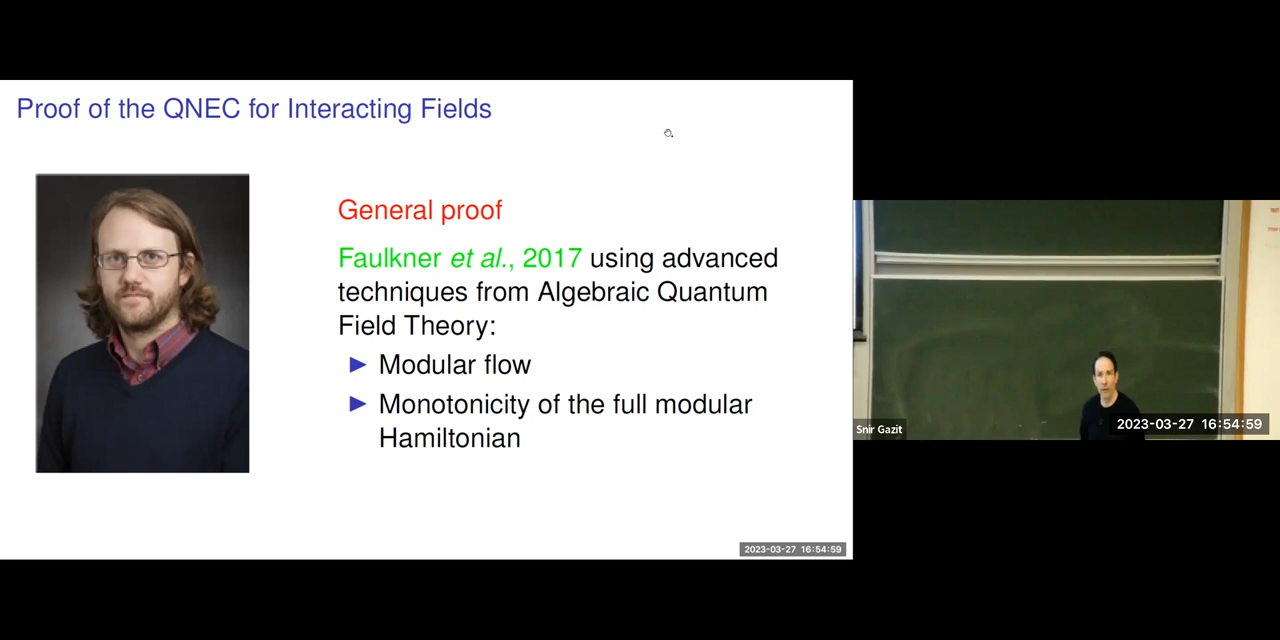 Proof of the QNEC for Interacting Fields
General proof
Faulkner et al., 2017 using advanced
techniques from Algebraic Quantum
Field Theory:
Modular flow
Monotonicity of the full modular
Hamiltonian
2023-03-27 16:54:59
Snir Gazit
2023-03-27 16:54:59